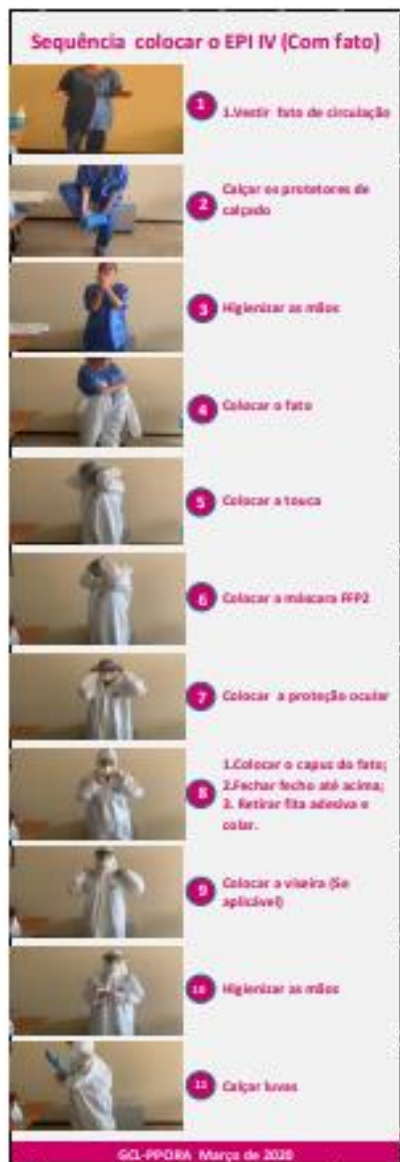 Sequência colocar o EPI IV (Com fato)
1
1.Vestir fato de circulação
2
Calçar os protetores de
calçado
3
Higienizar as mãos
4
Colocar o fato
5
Colocar a touca
6
Colocar a máscara FFP2
7
Colocar a proteção ocular
8
1.Colocar o capus do fato;
2.Fechar fecho até acima;
3. Retirar fita adesiva e
colar.
9
Colocar a viseira (Se
aplicável)
10
Higienizar as mãos
11
Calçar luvas
GCL-PPCIRA Março de 2020